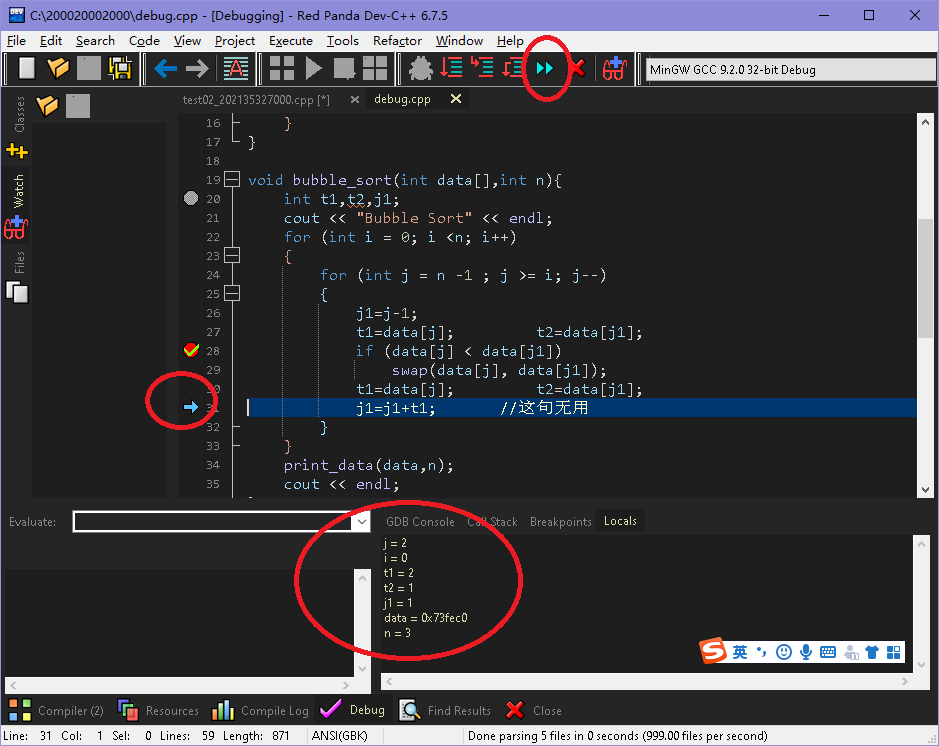 C:\200020002000\debug.cpp - [Debugging] - Red Panda Dev-C++ 6.7.5
File Edit Search Code View Project Execute Tools Refactor Window Help
MinGW GCC 9.2.0 32-bit Debug
Classes
Watch
Files
test02_202135327000.cpp [*] debug.cpp
16 }
17 }
18
19 void bubble_sort(int data[],int n){
20 int t1,t2,j1;
21 cout << "Bubble Sort" << endl;
22 for (int i = 0; i <n; i++)
23 {
24 for (int j = n -1 ; j >= i; j--)
25 {
26 j1=j-1;
27 t1=data[j]; t2=data[j1];
28 if (data[j] < data[j1])
29 swap(data[j], data[j1]);
30 t1=data[j]; t2=data[j1];
31 j1=j1+t1; //这句无用
32 }
33 }
34 print_data(data,n);
35 cout << endl;
Evaluate:
GDB Console Call Stack Breakpoints Locals
j = 2
i = 0
t1 = 2
t2 = 1
j1 = 1
data = 0x73fec0
n = 3
S 英
Compiler (2) Resources Compile Log Debug Find Results Close
Line: 31 Col: 1 Sel: 0 Lines: 59 Length: 871 ANSI(GBK) Done parsing 5 files in 0 seconds (999.00 files per second)